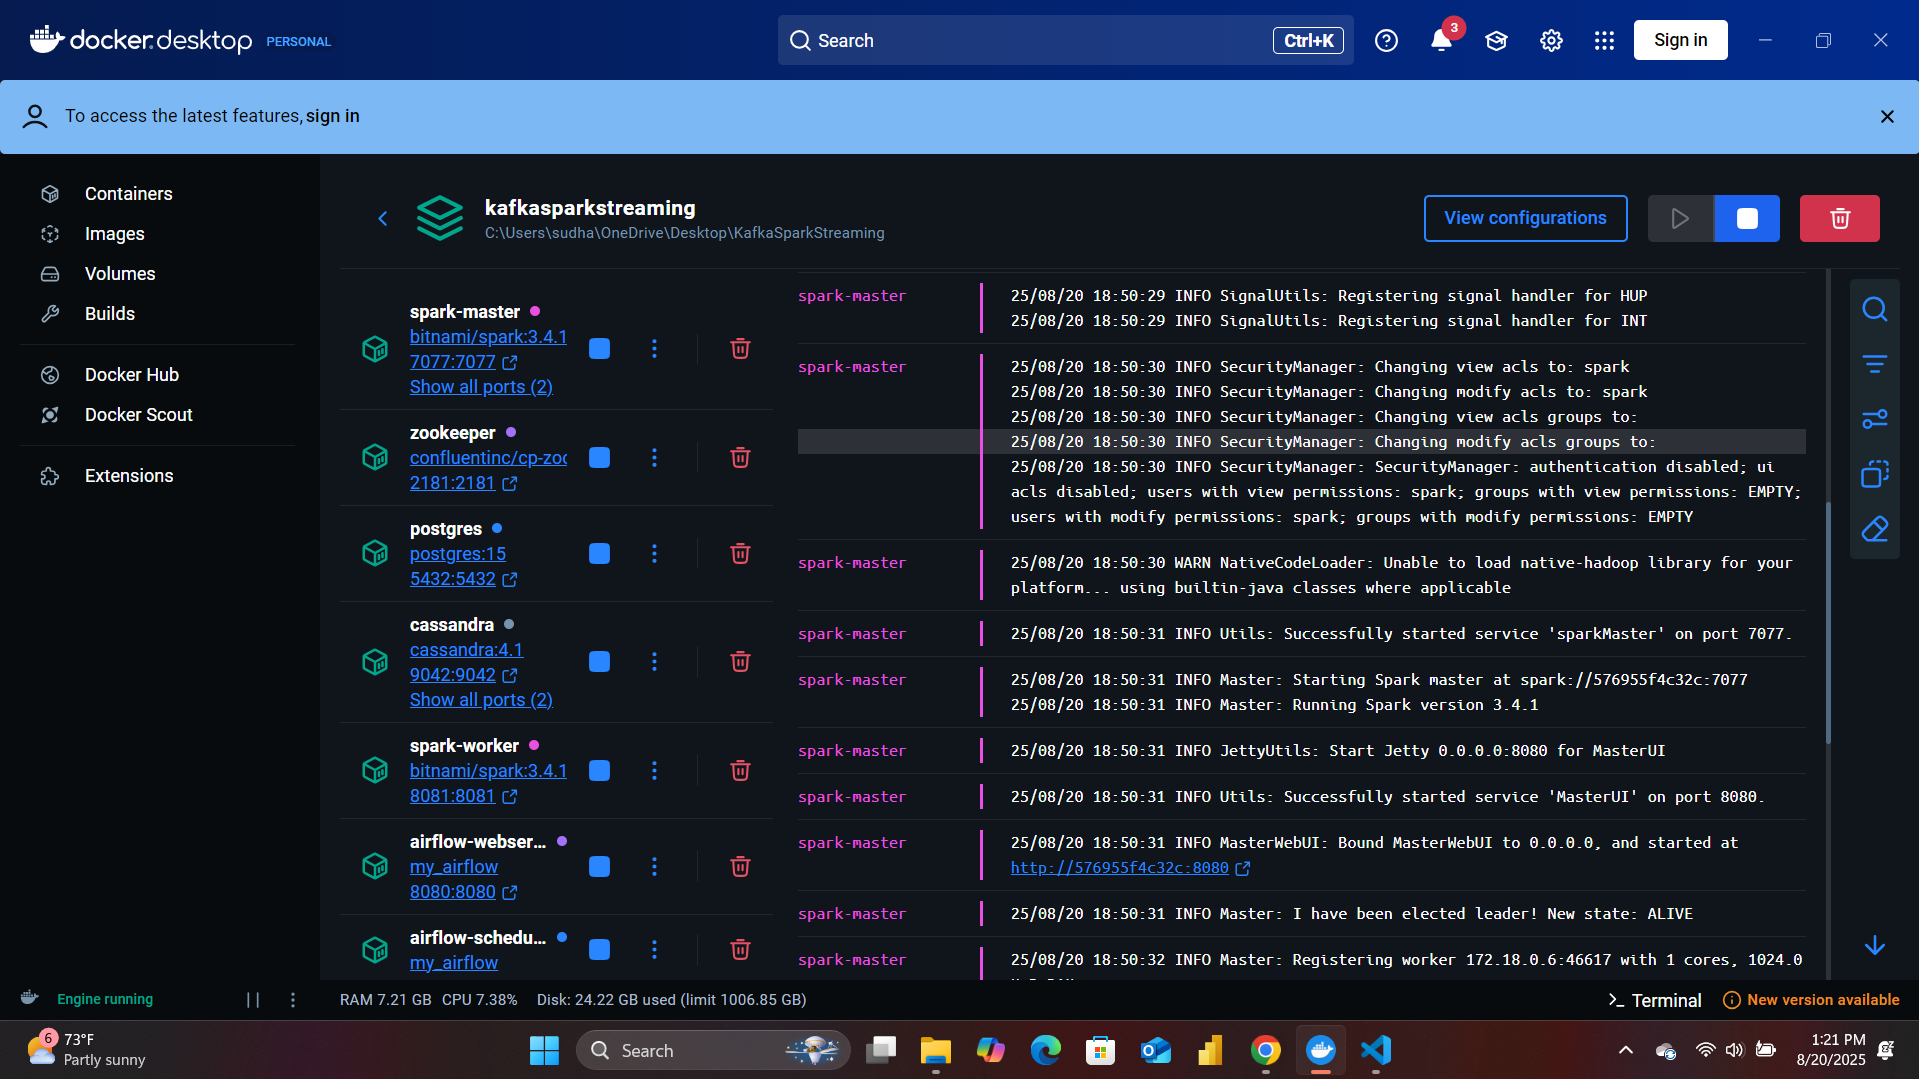 docker.desktop PERSONAL
Search Ctrl+K
3
Sign in
To access the latest features, sign in
Containers
Images
Volumes
Builds
Docker Hub
Docker Scout
Extensions
kafkasparkstreaming
C:\Users\sudha\OneDrive\Desktop\KafkaSparkStreaming
View configurations
spark-master
bitnami/spark:3.4.1
7077:7077
Show all ports (2)
zookeeper
confluentinc/cp-zoo
2181:2181
postgres
postgres:15
5432:5432
cassandra
cassandra:4.1
9042:9042
Show all ports (2)
spark-worker
bitnami/spark:3.4.1
8081:8081
airflow-webser...
my_airflow
8080:8080
airflow-schedu...
my_airflow
spark-master 25/08/20 18:50:29 INFO SignalUtils: Registering signal handler for HUP
25/08/20 18:50:29 INFO SignalUtils: Registering signal handler for INT
spark-master 25/08/20 18:50:30 INFO SecurityManager: Changing view acls to: spark
25/08/20 18:50:30 INFO SecurityManager: Changing modify acls to: spark
25/08/20 18:50:30 INFO SecurityManager: Changing view acls groups to:
25/08/20 18:50:30 INFO SecurityManager: Changing modify acls groups to:
25/08/20 18:50:30 INFO SecurityManager: SecurityManager: authentication disabled; ui
acls disabled; users with view permissions: spark; groups with view permissions: EMPTY;
users with modify permissions: spark; groups with modify permissions: EMPTY
spark-master 25/08/20 18:50:30 WARN NativeCodeLoader: Unable to load native-hadoop library for your
platform... using builtin-java classes where applicable
spark-master 25/08/20 18:50:31 INFO Utils: Successfully started service 'sparkMaster' on port 7077.
spark-master 25/08/20 18:50:31 INFO Master: Starting Spark master at spark://576955f4c32c:7077
25/08/20 18:50:31 INFO Master: Running Spark version 3.4.1
spark-master 25/08/20 18:50:31 INFO JettyUtils: Start Jetty 0.0.0.0:8080 for MasterUI
spark-master 25/08/20 18:50:31 INFO Utils: Successfully started service 'MasterUI' on port 8080.
spark-master 25/08/20 18:50:31 INFO MasterWebUI: Bound MasterWebUI to 0.0.0.0, and started at
http://576955f4c32c:8080
spark-master 25/08/20 18:50:31 INFO Master: I have been elected leader! New state: ALIVE
spark-master 25/08/20 18:50:32 INFO Master: Registering worker 172.18.0.6:46617 with 1 cores, 1024.0
Engine running
RAM 7.21 GB CPU 7.38% Disk: 24.22 GB used (limit 1006.85 GB)
Terminal
New version available
6
73°F
Partly sunny
Search
1:21 PM
8/20/2025